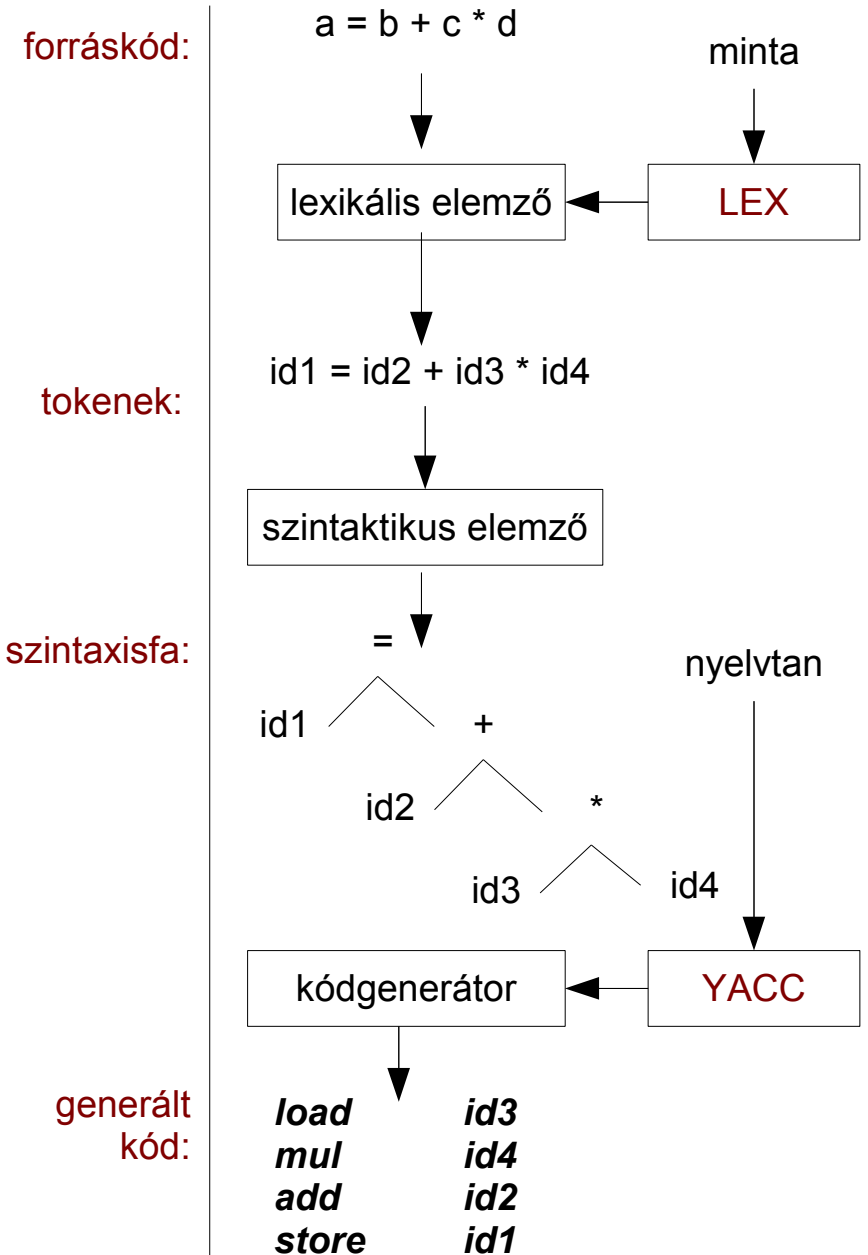 forráskód:
a = b + c * d
minta
lexikális elemző
LEX
tokenek:
id1 = id2 + id3 * id4
szintaktikus elemző
szintaxisfa:
=
nyelvtan
id1
+
id2
*
id3
id4
kódgenerátor
YACC
generált
kód:
load id3
mul id4
add id2
store id1